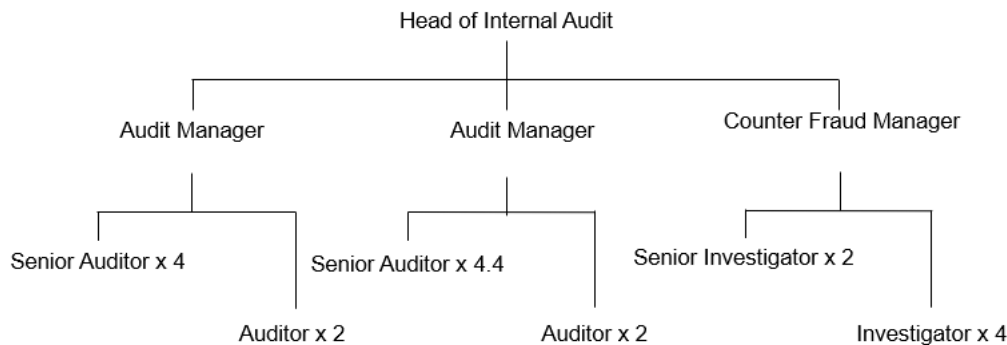 Head of Internal Audit
Audit Manager
Audit Manager
Counter Fraud Manager
Senior Auditor x 4
Senior Auditor x 4.4
Senior Investigator x 2
Auditor x 2
Auditor x 2
Investigator x 4